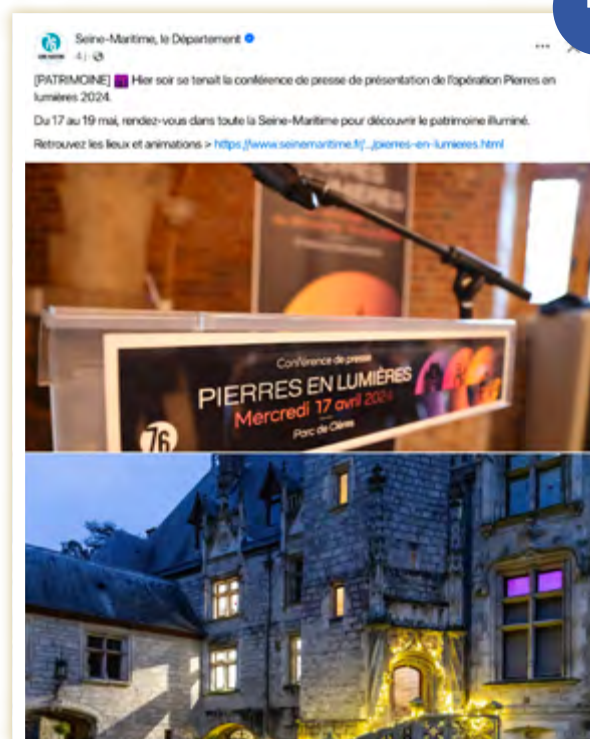 Seine-Maritime, le Département
4 j
[PATRIMOINE] Hier soir se tenait la conférence de presse de présentation de l'opération Pierres en
lumières 2024.
Du 17 au 19 mai, rendez-vous dans toute la Seine-Maritime pour découvrir le patrimoine illuminé.
Retrouvez les lieux et animations > https://www.seinemaritime.fr/.../pierres-en-lumieres.html
LUMIÈRES
Conférence de presse
PIERRES EN LUMIÈRES
Mercredi 17 avril 2024
Parc de Clères
76